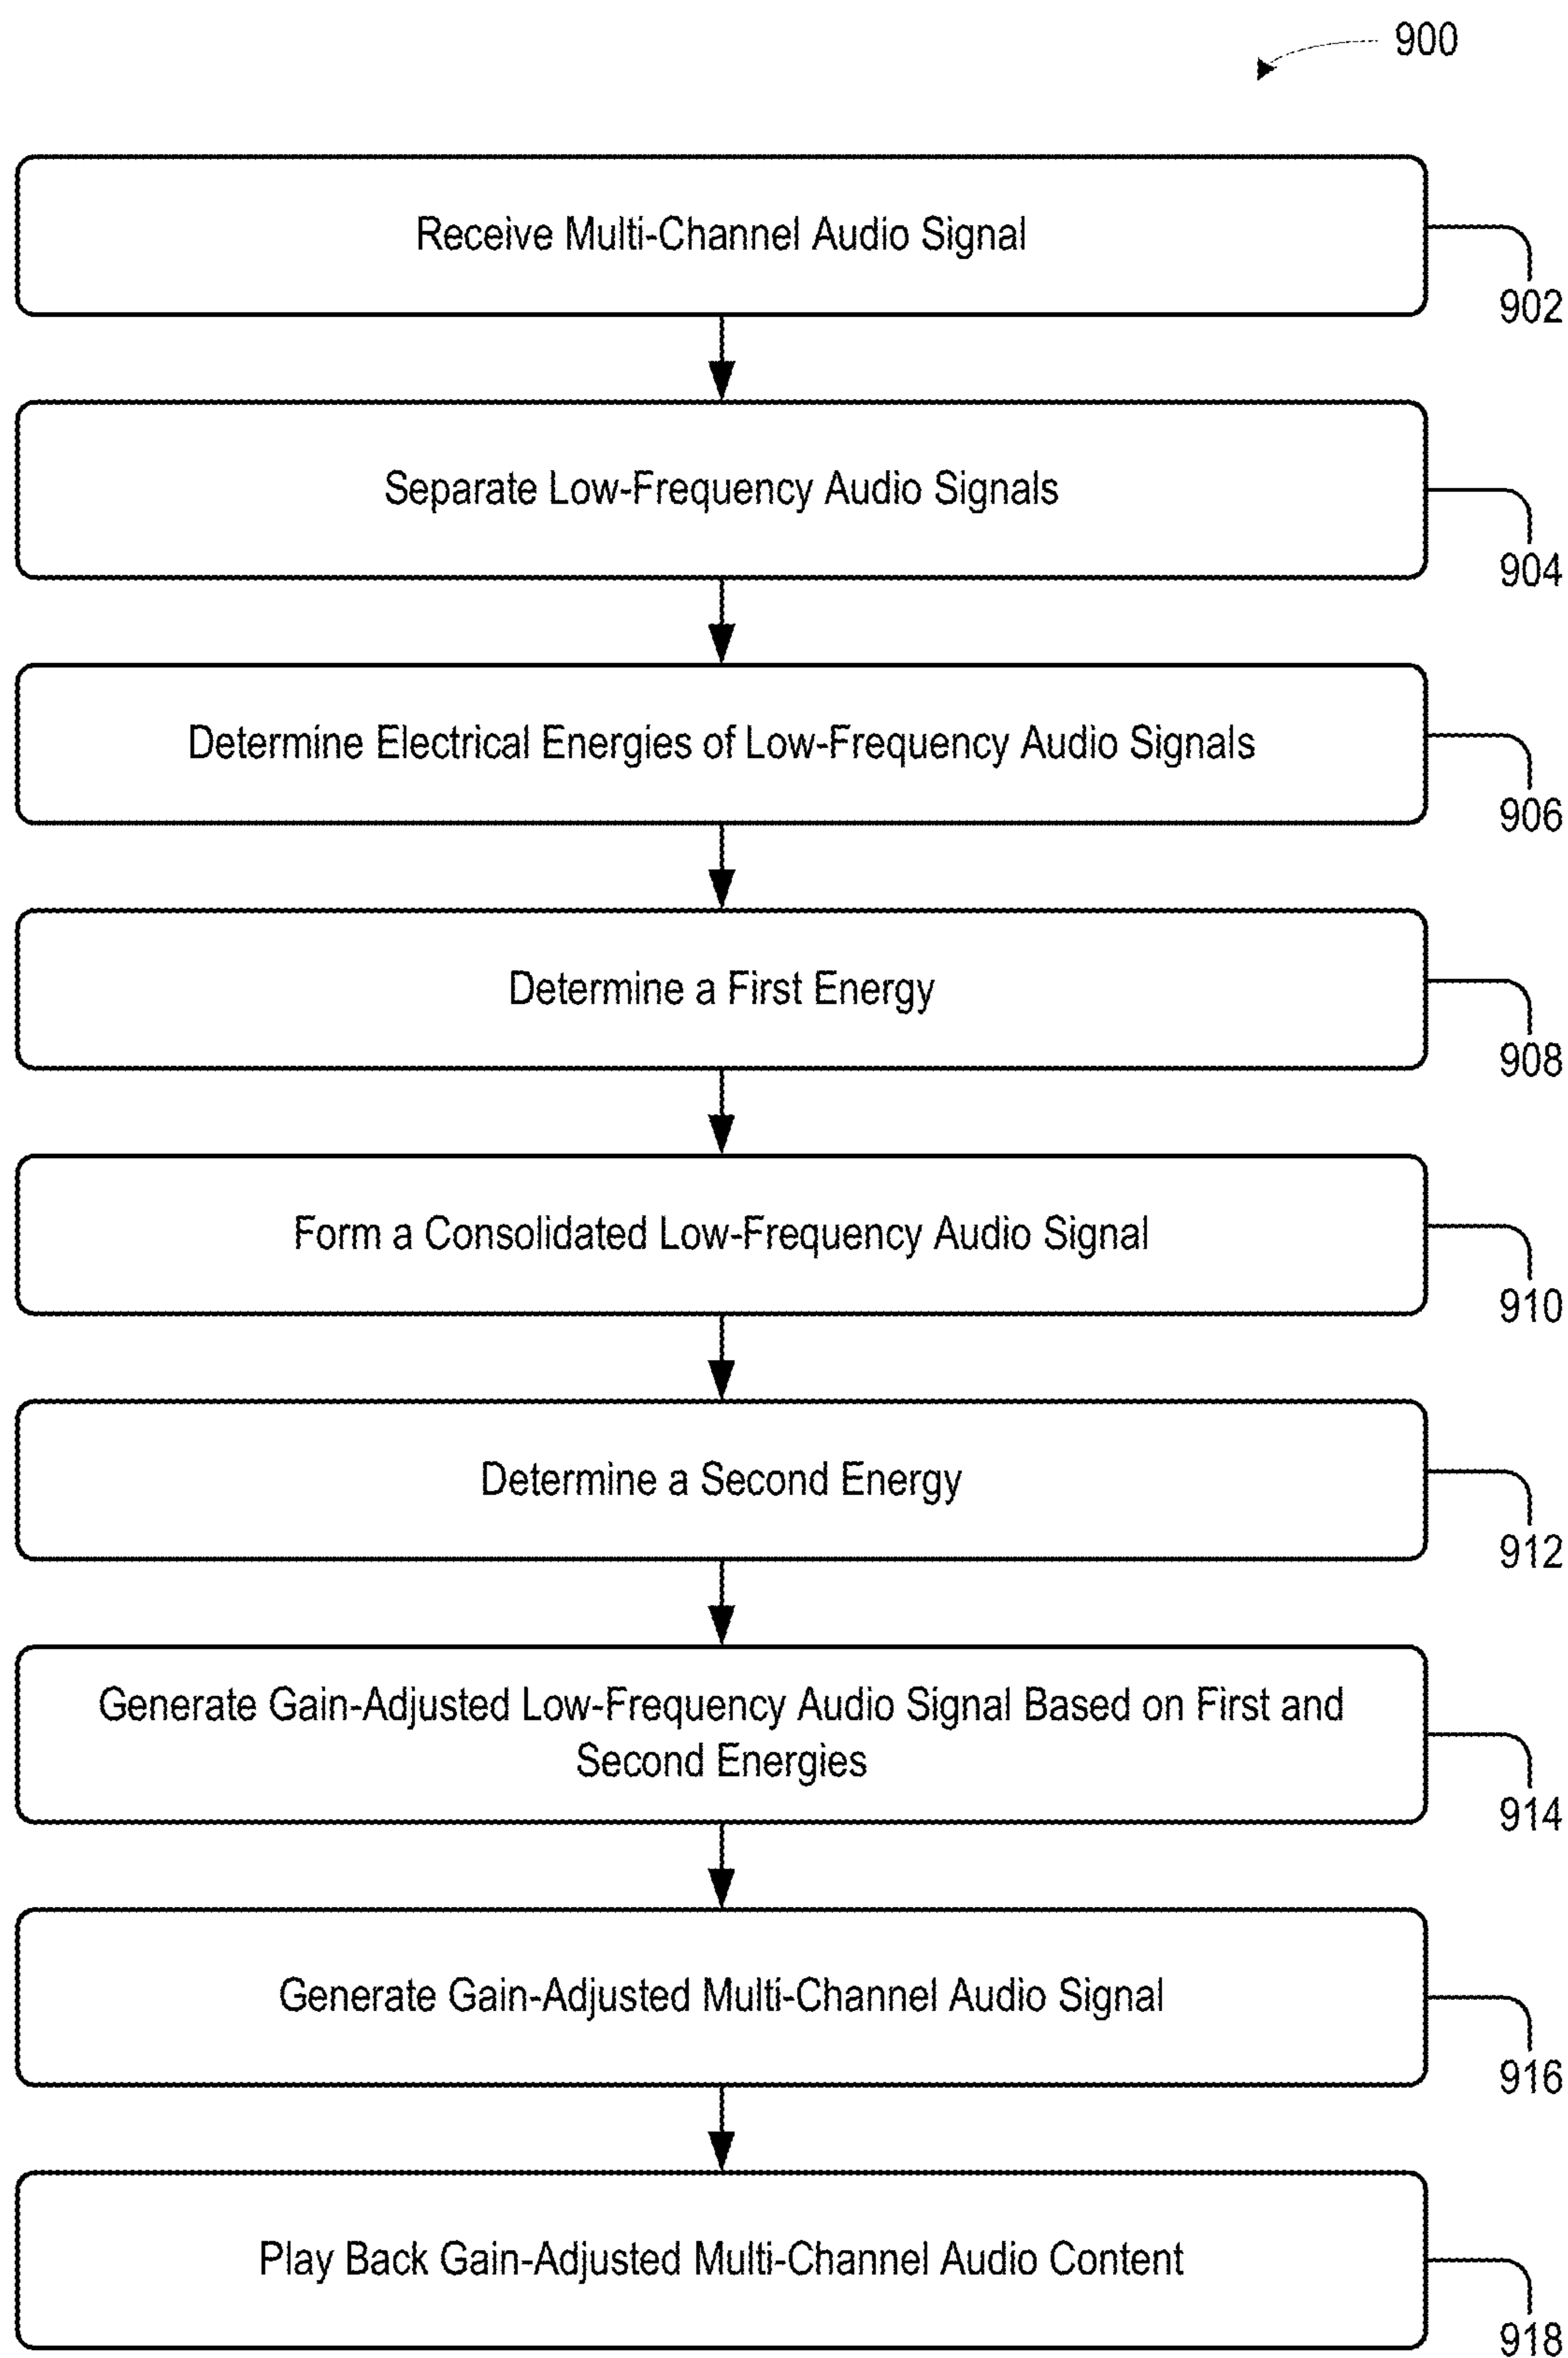 900
Receive Multi-Channel Audio Signal
902
Separate Low-Frequency Audio Signals
904
Determine Electrical Energies of Low-Frequency Audio Signals
906
Determine a First Energy
908
Form a Consolidated Low-Frequency Audio Signal
910
Determine a Second Energy
912
Generate Gain-Adjusted Low-Frequency Audio Signal Based on First and
Second Energies
914
Generate Gain-Adjusted Multi-Channel Audio Signal
916
Play Back Gain-Adjusted Multi-Channel Audio Content
918